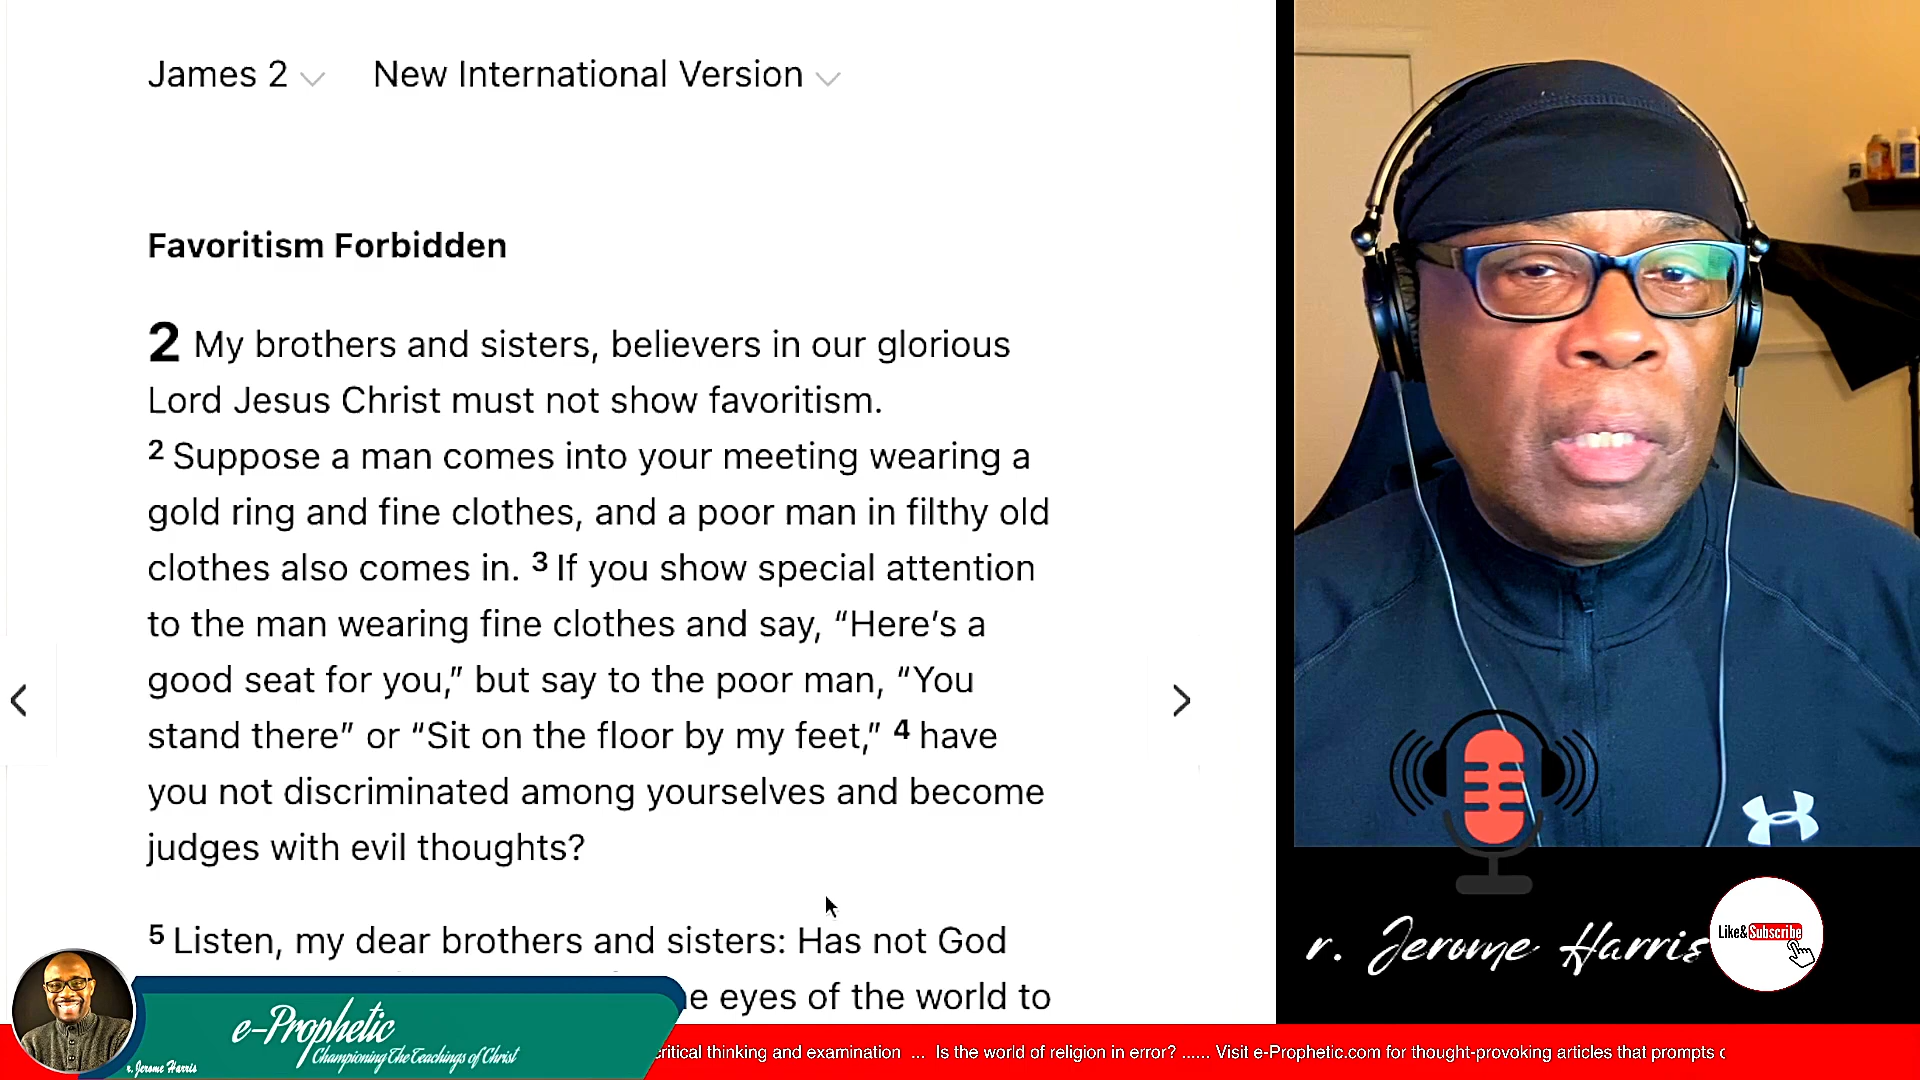 James 2 New International Version
Favoritism Forbidden
2 My brothers and sisters, believers in our glorious
Lord Jesus Christ must not show favoritism.
2 Suppose a man comes into your meeting wearing a
gold ring and fine clothes, and a poor man in filthy old
clothes also comes in. 3 If you show special attention
to the man wearing fine clothes and say, “Here’s a
good seat for you,” but say to the poor man, “You
stand there” or “Sit on the floor by my feet,” 4 have
you not discriminated among yourselves and become
judges with evil thoughts?
5 Listen, my dear brothers and sisters: Has not God
eyes of the world to
r. Jerome Harris
Like& Subscribe
e-Prophetic
Championing The Teachings of Christ
r. Jerome Harris
critical thinking and examination ... Is the world of religion in error? ...... Visit e-Prophetic.com for thought-provoking articles that prompts